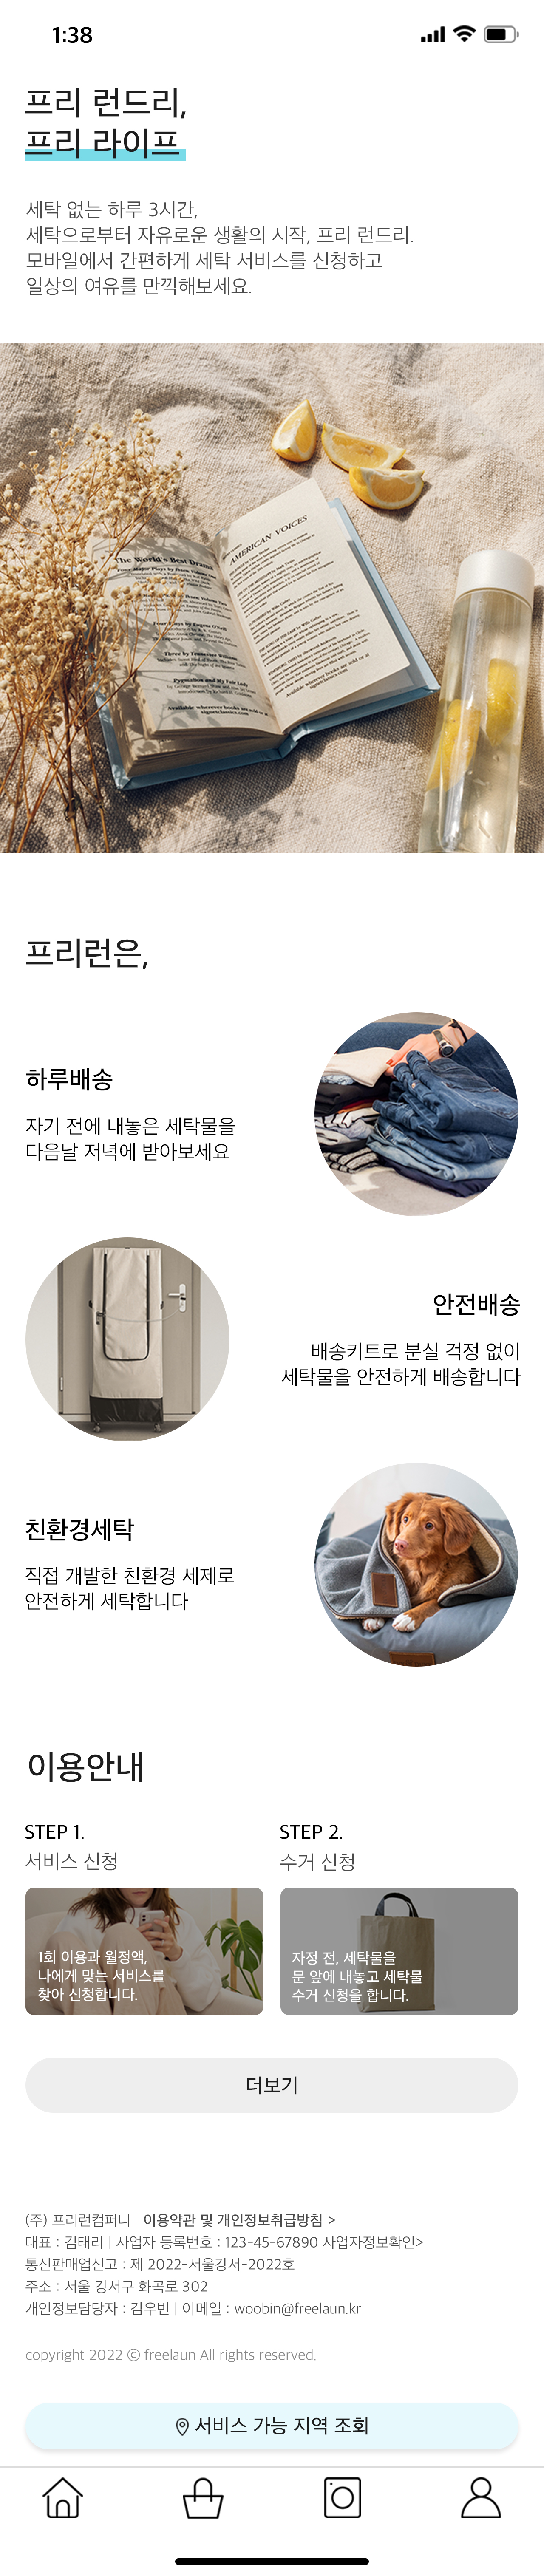 1:38
프리 런드리,
프리 라이프
세탁 없는 하루 3시간,
세탁으로부터 자유로운 생활의 시작, 프리 런드리.
모바일에서 간편하게 세탁 서비스를 신청하고
일상의 여유를 만끽해보세요.
The World's Best Drama
AMERICAN VOICES
Pygmalion and My Fair Lady
프리런은,
하루배송
자기 전에 내놓은 세탁물을
다음날 저녁에 받아보세요
안전배송
배송키트로 분실 걱정 없이
세탁물을 안전하게 배송합니다
친환경세탁
직접 개발한 친환경 세제로
안전하게 세탁합니다
이용안내
STEP 1.
서비스 신청
1회 이용과 월정액,
나에게 맞는 서비스를
찾아 신청합니다.
STEP 2.
수거 신청
자정 전, 세탁물을
문 앞에 내놓고 세탁물
수거 신청을 합니다.
더보기
(주) 프리런컴퍼니 이용약관 및 개인정보취급방침 >
대표 : 김태리 | 사업자 등록번호 : 123-45-67890 사업자정보확인>
통신판매업신고 : 제 2022-서울강서-2022호
주소 : 서울 강서구 화곡로 302
개인정보담당자 : 김우빈 | 이메일 : woobin@freelaun.kr
copyright 2022 ⓒ freelaun All rights reserved.
서비스 가능 지역 조회